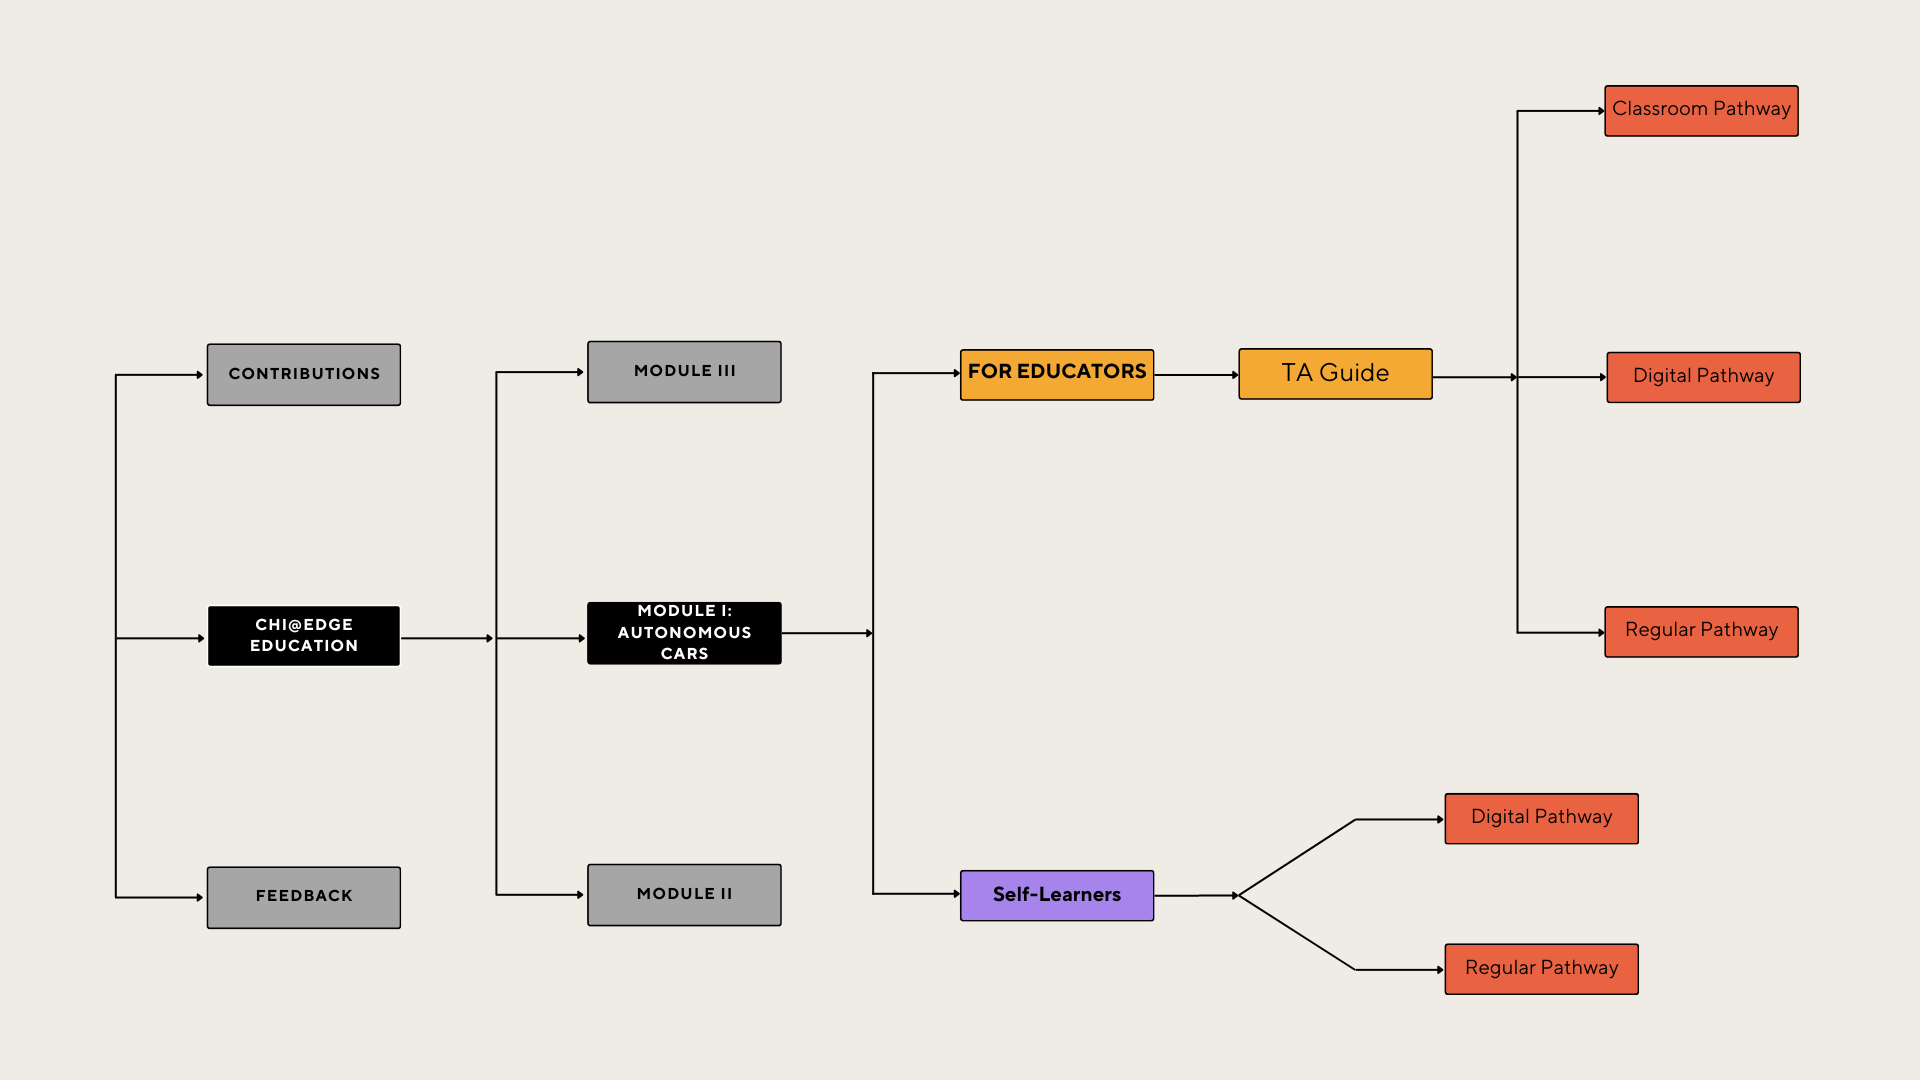 Classroom Pathway
CONTRIBUTIONS
MODULE III
FOR EDUCATORS
TA Guide
Digital Pathway
CHI@EDGE
EDUCATION
MODULE I:
AUTONOMOUS
CARS
Regular Pathway
Digital Pathway
FEEDBACK
MODULE II
Self-Learners
Regular Pathway